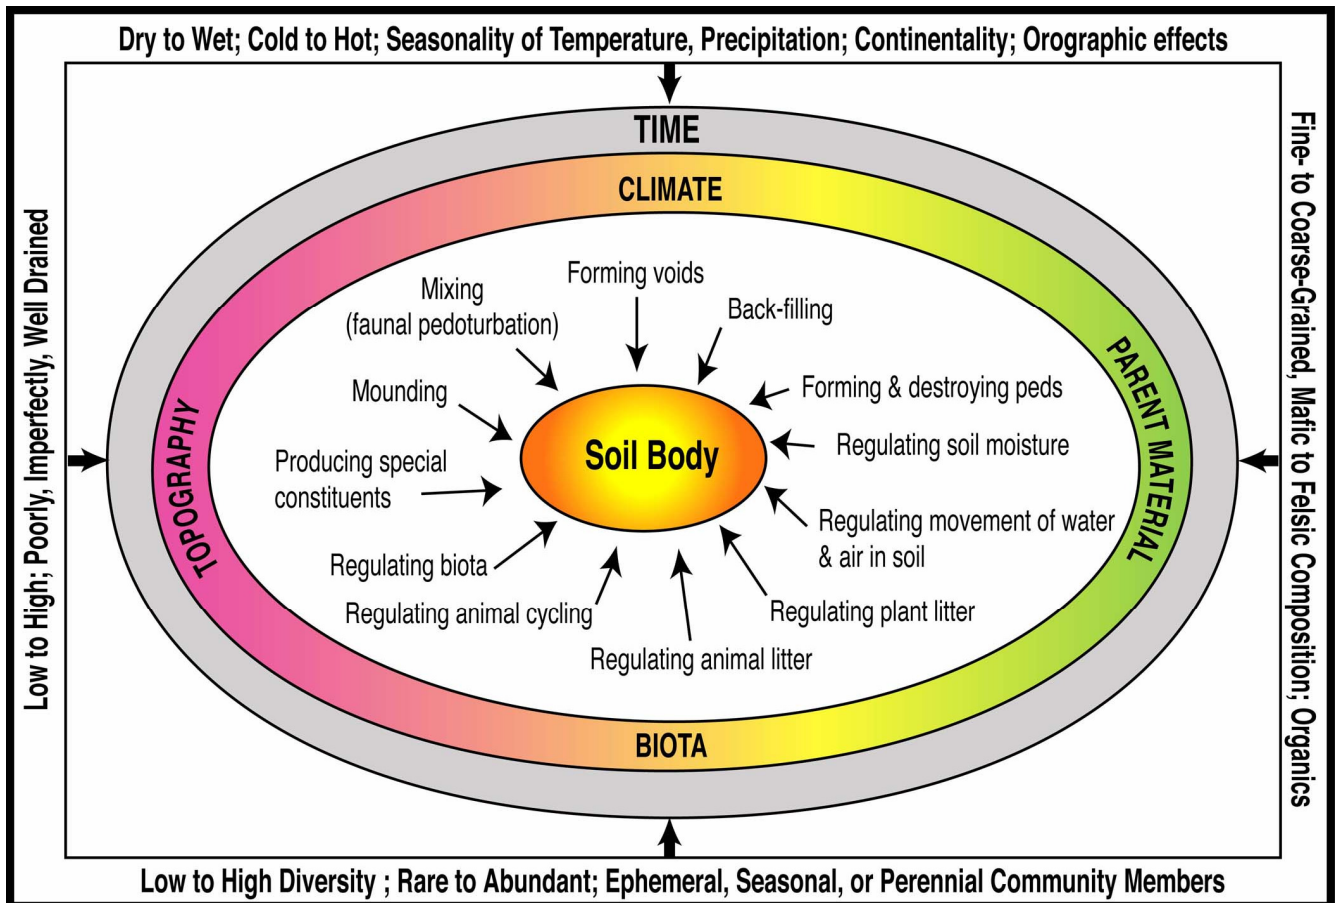 Dry to Wet; Cold to Hot; Seasonality of Temperature, Precipitation; Continentality; Orographic effects
TIME
CLIMATE
Low to High; Poorly, Imperfectly, Well Drained
TOPOGRAPHY
Forming voids
Mixing
(faunal pedoturbation)
Back-filling
Mounding
Forming & destroying peds
Soil Body
Regulating soil moisture
Producing special
constituents
Regulating movement of water
& air in soil
Regulating biota
Regulating plant litter
Regulating animal cycling
Regulating animal litter
PARENT MATERIAL
Fine- to Coarse-Grained, Mafic to Felsic Composition; Organics
BIOTA
Low to High Diversity ; Rare to Abundant; Ephemeral, Seasonal, or Perennial Community Members